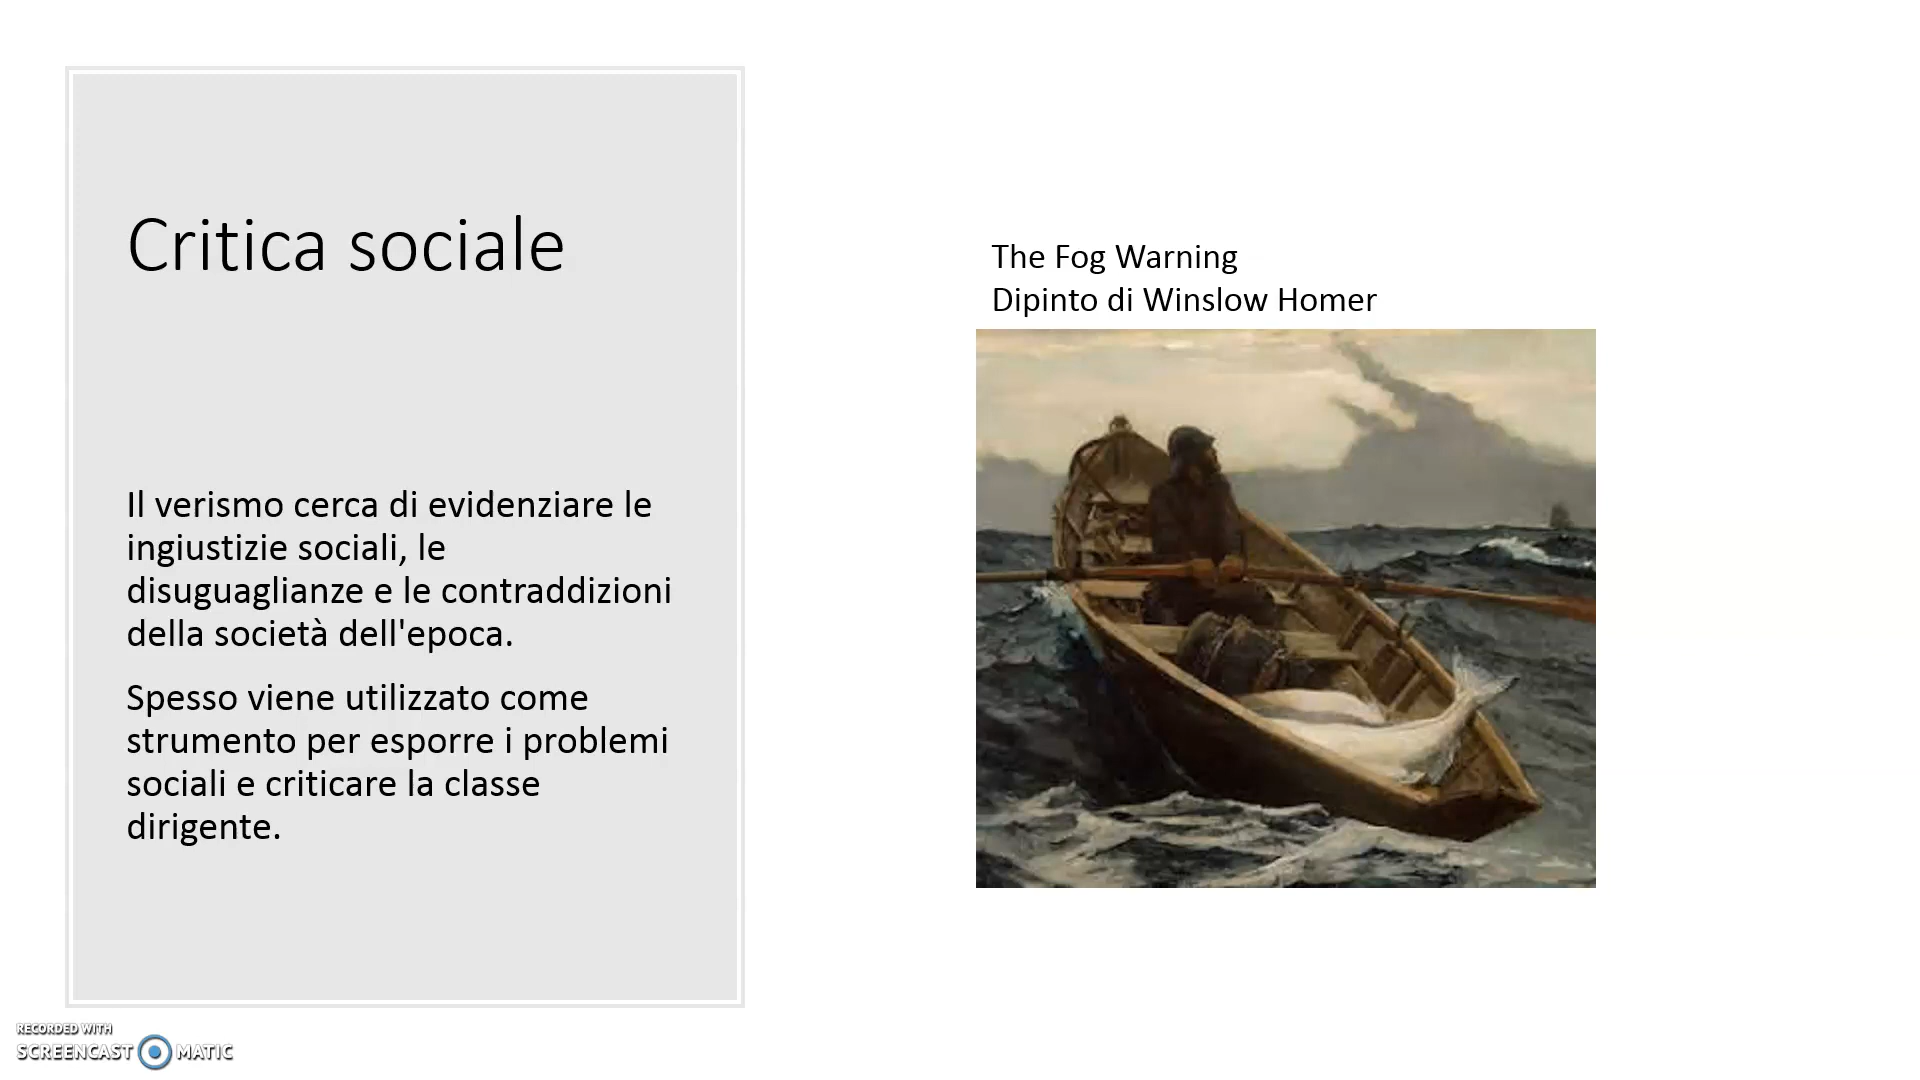 Critica sociale
Il verismo cerca di evidenziare le
ingiustizie sociali, le
disuguaglianze e le contraddizioni
della società dell'epoca.
Spesso viene utilizzato come
strumento per esporre i problemi
sociali e criticare la classe
dirigente.
The Fog Warning
Dipinto di Winslow Homer
RECORDED WITH
SCREENCAST MATIC